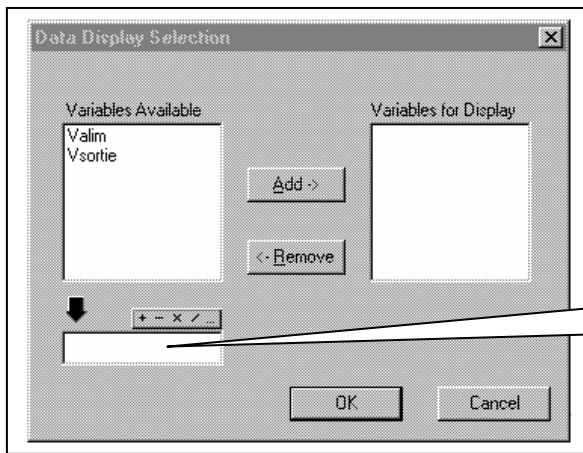 Data Display Selection
Variables Available
Variables for Display
Valim
Vsortie
Add ->
<- Remove
+ - × / ...
OK
Cancel